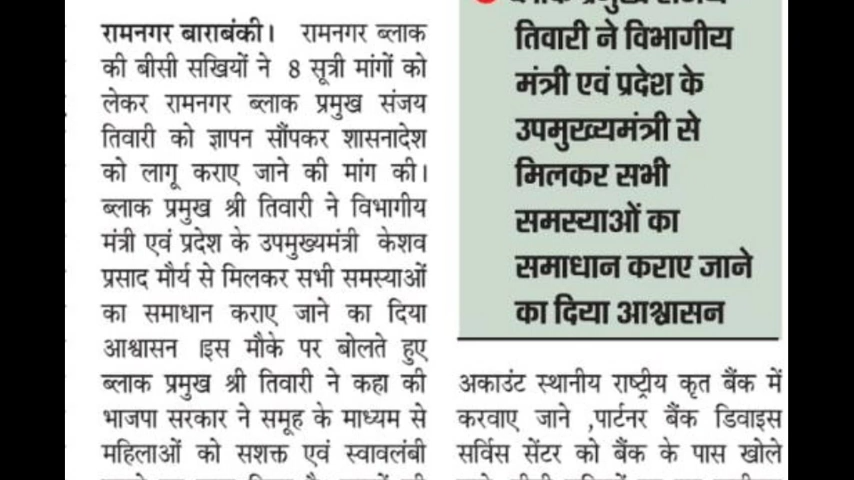 रामनगर बाराबंकी। रामनगर ब्लाक
की बीसी सखियों ने 8 सूत्री मांगों को
लेकर रामनगर ब्लाक प्रमुख संजय
तिवारी को ज्ञापन सौंपकर शासनादेश
को लागू कराए जाने की मांग की।
ब्लाक प्रमुख श्री तिवारी ने विभागीय
मंत्री एवं प्रदेश के उपमुख्यमंत्री केशव
प्रसाद मौर्य से मिलकर सभी समस्याओं
का समाधान कराए जाने का दिया
आश्वासन ।इस मौके पर बोलते हुए
ब्लाक प्रमुख श्री तिवारी ने कहा की
भाजपा सरकार ने समूह के माध्यम से
महिलाओं को सशक्त एवं स्वावलंबी
तिवारी ने विभागीय
मंत्री एवं प्रदेश के
उपमुख्यमंत्री से
मिलकर सभी
समस्याओं का
समाधान कराए जाने
का दिया आश्वासन
अकाउंट स्थानीय राष्ट्रीय कृत बैंक में
करवाए जाने ,पार्टनर बैंक डिवाइस
सर्विस सेंटर को बैंक के पास खोले